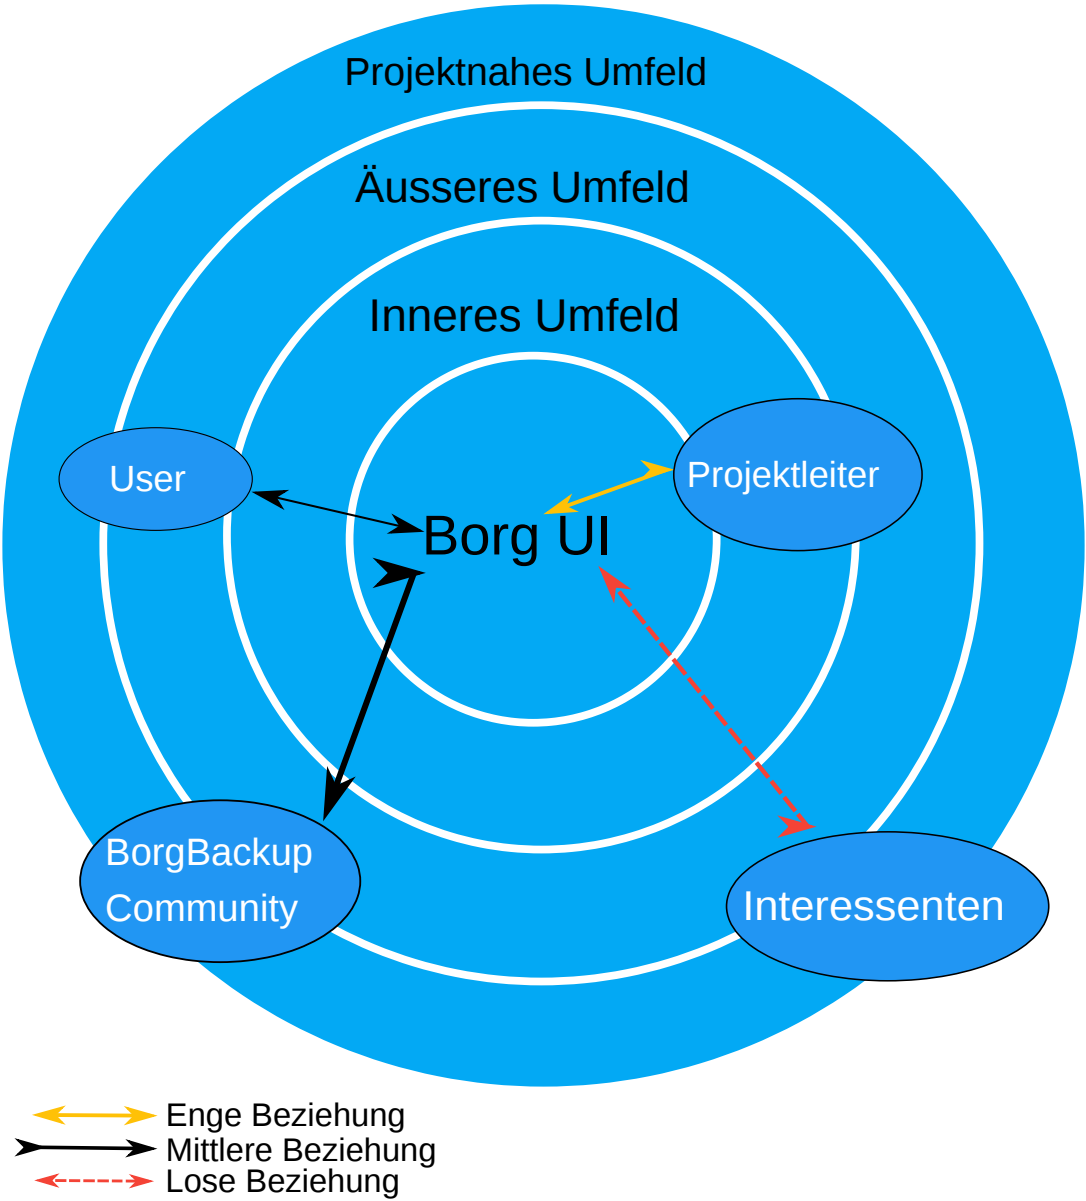 Projektnahes Umfeld
Äusseres Umfeld
Inneres Umfeld
User
Projektleiter
Borg UI
BorgBackup
Community
Interessenten
Enge Beziehung
Mittlere Beziehung
Lose Beziehung